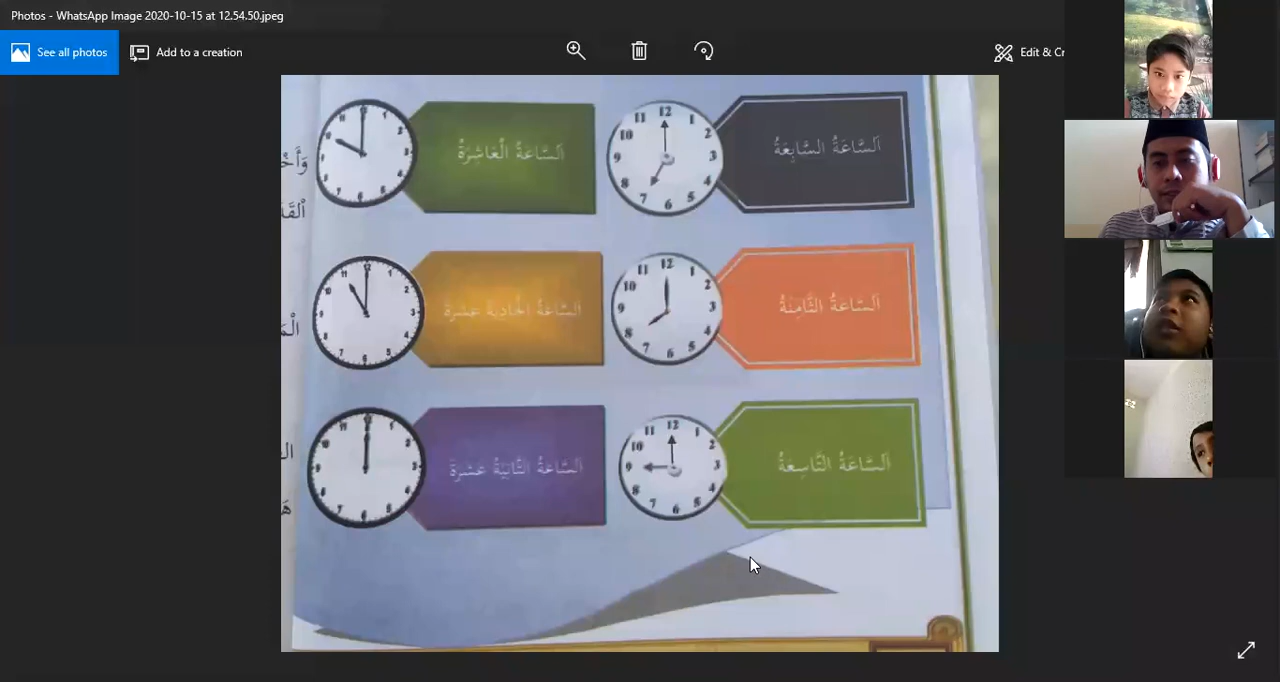 Photos - WhatsApp Image 2020-10-15 at 12.54.50.jpeg
See all photos
Add to a creation
Edit & Cr
اَلسَّاعَةُ السَّابِعَةُ
اَلسَّاعَةُ الْعَاشِرَةُ
اَلسَّاعَةُ الثَّامِنَةُ
اَلسَّاعَةُ الْحَادِيَةَ عَشْرَةَ
اَلسَّاعَةُ التَّاسِعَةُ
اَلسَّاعَةُ الثَّانِيَةَ عَشْرَةَ